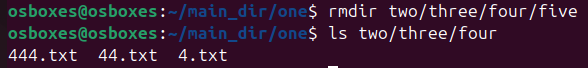 osboxes@osboxes:~/main_dir/one$ rmdir two/three/four/five
osboxes@osboxes:~/main_dir/one$ ls two/three/four
444.txt  44.txt  4.txt